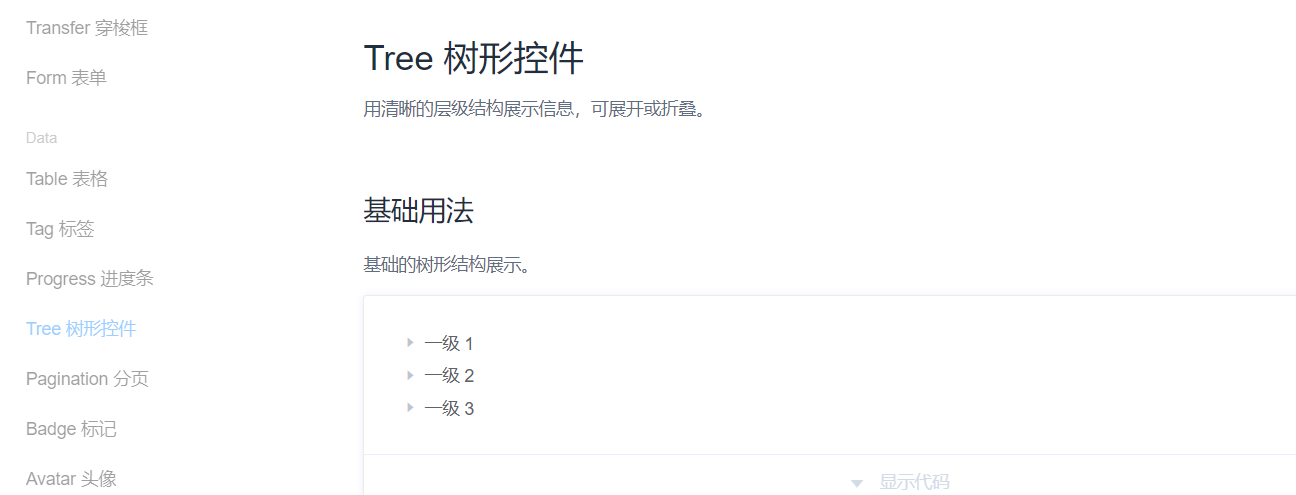 Transfer 穿梭框
Form 表单
Data
Table 表格
Tag 标签
Progress 进度条
Tree 树形控件
Pagination 分页
Badge 标记
Avatar 头像
Tree 树形控件
用清晰的层级结构展示信息，可展开或折叠。
基础用法
基础的树形结构展示。
一级 1
一级 2
一级 3
显示代码